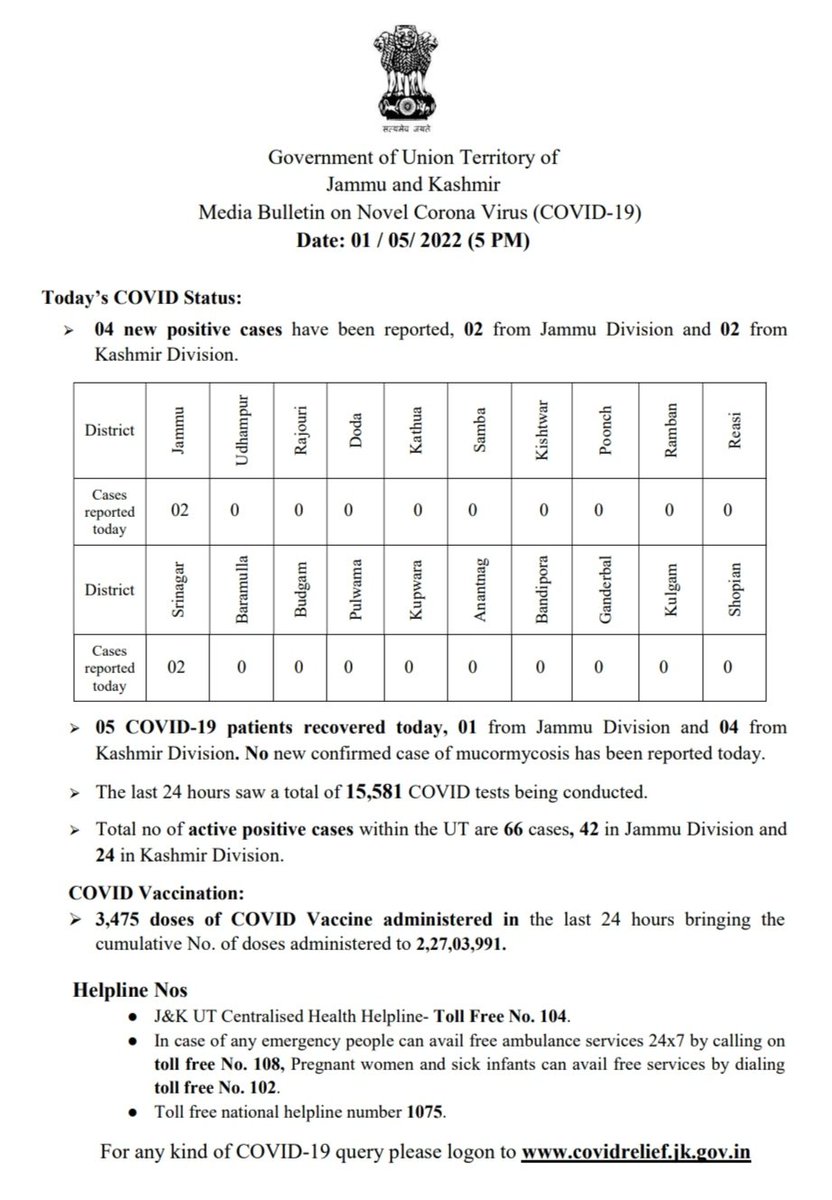 सत्यमेव जयते
Government of Union Territory of
Jammu and Kashmir
Media Bulletin on Novel Corona Virus (COVID-19)
Date: 01 / 05/ 2022 (5 PM)
Today’s COVID Status:
➢ 04 new positive cases have been reported, 02 from Jammu Division and 02 from
Kashmir Division.
District Jammu Udhampur Rajouri Doda Kathua Samba Kishtwar Poonch Ramban Reasi
Cases
reported
today
02 0 0 0 0 0 0 0 0 0
District Srinagar Baramulla Budgam Pulwama Kupwara Anantnag Bandipora Ganderbal Kulgam Shopian
Cases
reported
today
02 0 0 0 0 0 0 0 0 0
➢ 05 COVID-19 patients recovered today, 01 from Jammu Division and 04 from
Kashmir Division. No new confirmed case of mucormycosis has been reported today.
➢ The last 24 hours saw a total of 15,581 COVID tests being conducted.
➢ Total no of active positive cases within the UT are 66 cases, 42 in Jammu Division and
24 in Kashmir Division.
COVID Vaccination:
➢ 3,475 doses of COVID Vaccine administered in the last 24 hours bringing the
cumulative No. of doses administered to 2,27,03,991.
Helpline Nos
● J&K UT Centralised Health Helpline- Toll Free No. 104.
● In case of any emergency people can avail free ambulance services 24x7 by calling on
toll free No. 108, Pregnant women and sick infants can avail free services by dialing
toll free No. 102.
● Toll free national helpline number 1075.
For any kind of COVID-19 query please logon to www.covidrelief.jk.gov.in